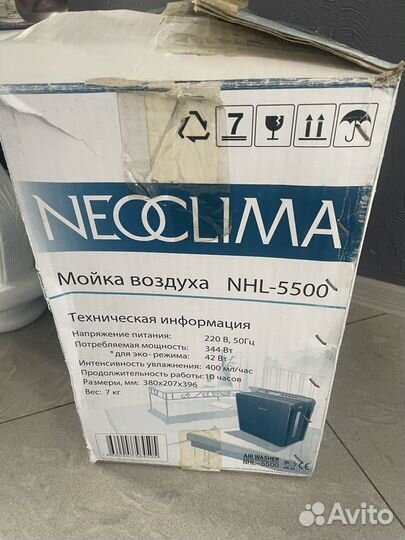 7
NEOCLIMA
Мойка воздуха NHL-5500
Техническая информация
Напряжение питания: 220 В, 50Гц
Потребляемая мощность: 344 Вт
*для эко- режима: 42 Вт
Интенсивность увлажнения: 400 мл/час
Продолжительность работы: 10 часов
Размеры, мм: 380x207x396
Вес: 7 кг
AIR WASHER
NHL-5500
CE
Avito